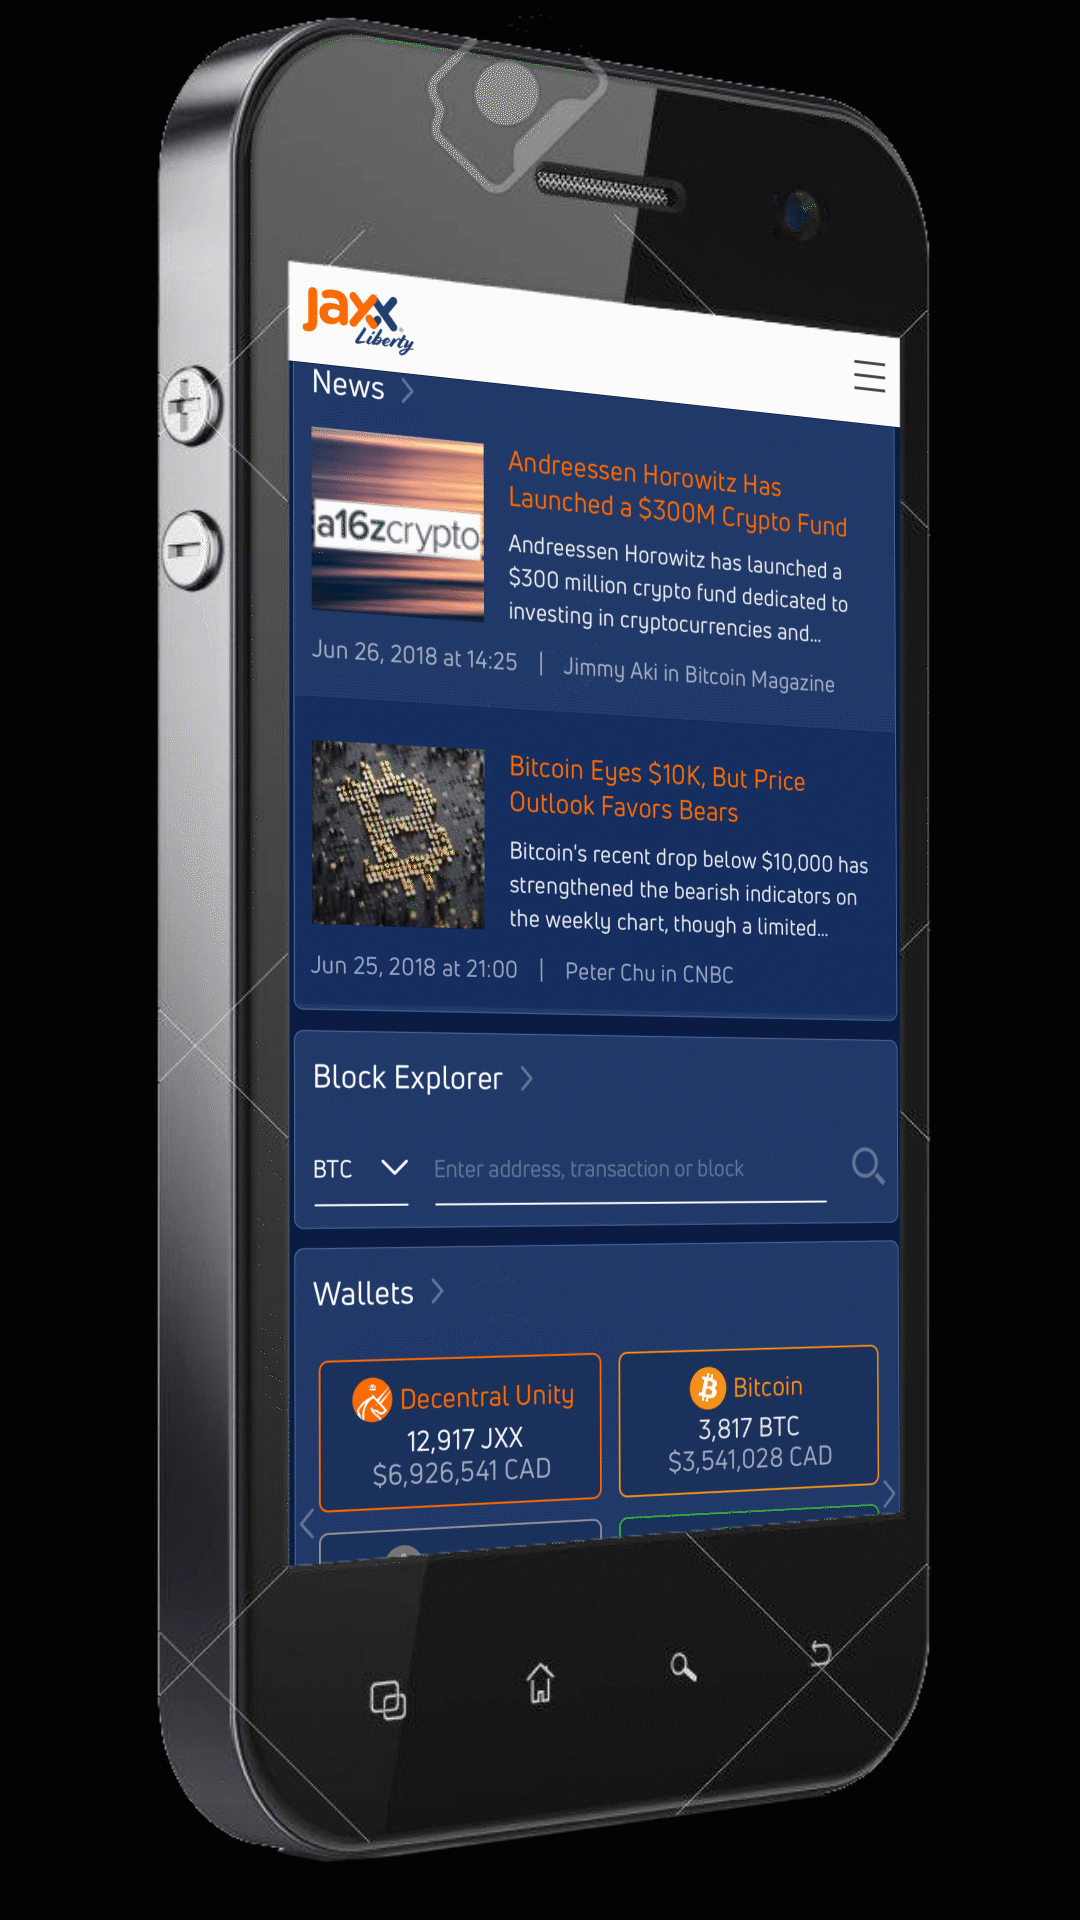 Jaxx
Liberty
News
a16zcrypto
Andreessen Horowitz Has
Launched a $300M Crypto Fund
Andreessen Horowitz has launched a
$300 million crypto fund dedicated to
investing in cryptocurrencies and...
Jun 26, 2018 at 14:25 | Jimmy Aki in Bitcoin Magazine
Bitcoin Eyes $10K, But Price
Outlook Favors Bears
Bitcoin's recent drop below $10,000 has
strengthened the bearish indicators on
the weekly chart, though a limited...
Jun 25, 2018 at 21:00 | Peter Chu in CNBC
Block Explorer
BTC
Enter address, transaction or block
Wallets
Decentral Unity
12,917 JXX
$6,926,541 CAD
Bitcoin
3,817 BTC
$3,541,028 CAD